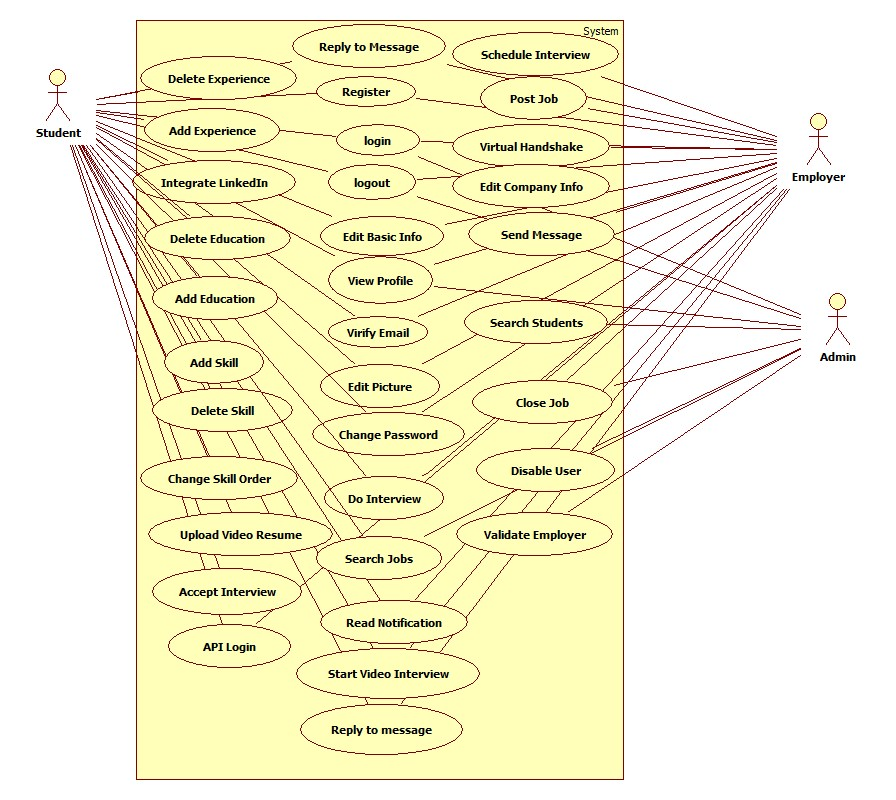 System
Reply to Message
Schedule Interview
Delete Experience
Register
Post Job
Student
Add Experience
login
Virtual Handshake
Employer
Integrate LinkedIn
logout
Edit Company Info
Delete Education
Edit Basic Info
Send Message
View Profile
Add Education
Virify Email
Search Students
Admin
Add Skill
Edit Picture
Delete Skill
Close Job
Change Password
Change Skill Order
Do Interview
Disable User
Upload Video Resume
Validate Employer
Search Jobs
Accept Interview
Read Notification
API Login
Start Video Interview
Reply to message